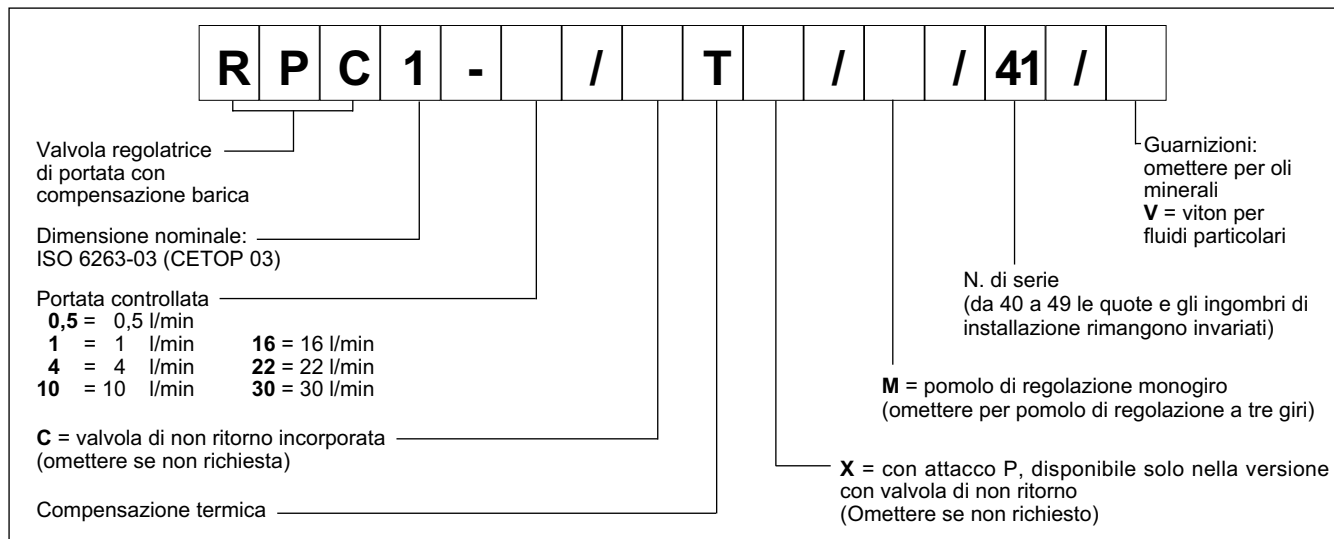 R P C 1 - / T / / 41 /
Valvola regolatrice
di portata con
compensazione barica
Dimensione nominale:
ISO 6263-03 (CETOP 03)
Portata controllata
0,5 = 0,5 l/min
1 = 1 l/min 16 = 16 l/min
4 = 4 l/min 22 = 22 l/min
10 = 10 l/min 30 = 30 l/min
C = valvola di non ritorno incorporata
(omettere se non richiesta)
Compensazione termica
Guarnizioni:
omettere per oli
minerali
V = viton per
fluidi particolari
N. di serie
(da 40 a 49 le quote e gli ingombri di
installazione rimangono invariati)
M = pomolo di regolazione monogiro
(omettere per pomolo di regolazione a tre giri)
X = con attacco P, disponibile solo nella versione
con valvola di non ritorno
(Omettere se non richiesto)